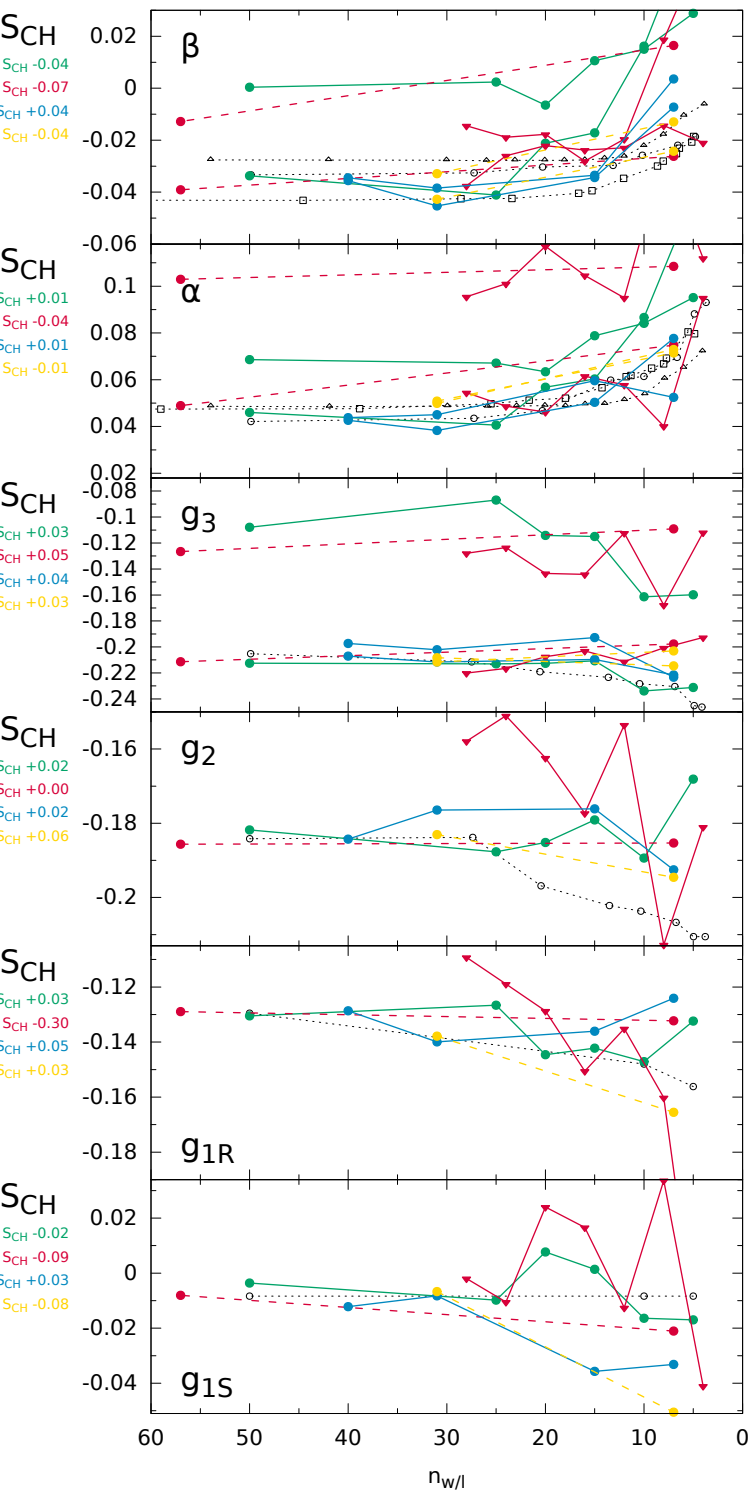 S_CH
S_CH -0.04
S_CH -0.07
S_CH +0.04
S_CH -0.04
β
0.02
0
-0.02
-0.04
-0.06
S_CH
S_CH +0.01
S_CH -0.04
S_CH +0.01
S_CH -0.01
α
0.1
0.08
0.06
0.04
0.02
S_CH
S_CH +0.03
S_CH +0.05
S_CH +0.04
S_CH +0.03
g_3
-0.08
-0.1
-0.12
-0.14
-0.16
-0.18
-0.2
-0.22
-0.24
S_CH
S_CH +0.02
S_CH +0.00
S_CH +0.02
S_CH +0.06
g_2
-0.16
-0.18
-0.2
S_CH
S_CH +0.03
S_CH -0.30
S_CH +0.05
S_CH +0.03
g_1R
-0.12
-0.14
-0.16
-0.18
S_CH
S_CH -0.02
S_CH -0.09
S_CH +0.03
S_CH -0.08
g_1S
0.02
0
-0.02
-0.04
60 50 40 30 20 10 0
n_w/l